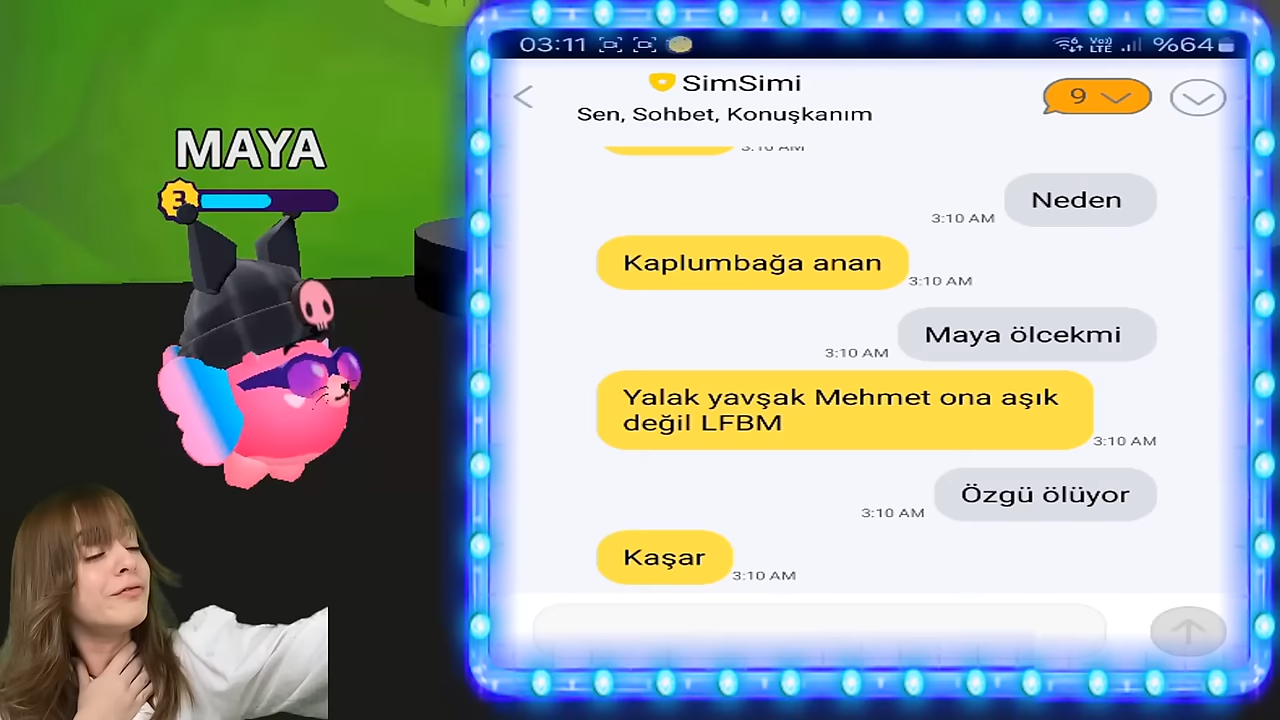 MAYA
3
03:11
Vo))
LTE
%64
SimSimi
9
Sen, Sohbet, Konuşkanım
3:10 AM
Neden
3:10 AM
Kaplumbağa anan
3:10 AM
Maya ölcekmi
3:10 AM
Yalak yavşak Mehmet ona aşık
değil LFBM
3:10 AM
Özgü ölüyor
3:10 AM
Kaşar
3:10 AM